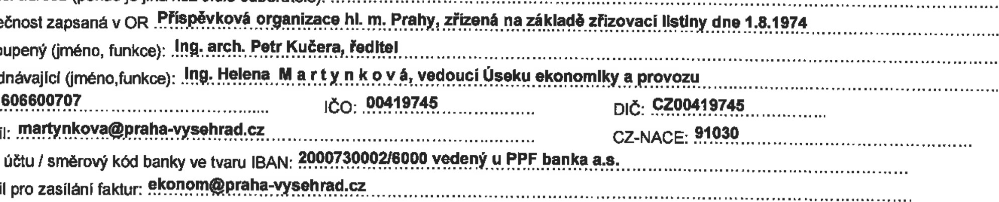 ečnost zapsaná v OR Příspěvková organizace hl. m. Prahy, zřízená na základě zřizovací listiny dne 1.8.1974
oupený (jméno, funkce): Ing. arch. Petr Kučera, ředitel
dnávající (jméno,funkce): Ing. Helena M a r t y n k o v á, vedoucí Úseku ekonomiky a provozu
606600707 IČO: 00419745 DIČ: CZ00419745
il: martynkova@praha-vysehrad.cz CZ-NACE: 91030
účtu / směrový kód banky ve tvaru IBAN: 2000730002/6000 vedený u PPF banka a.s.
il pro zasílání faktur: ekonom@praha-vysehrad.cz